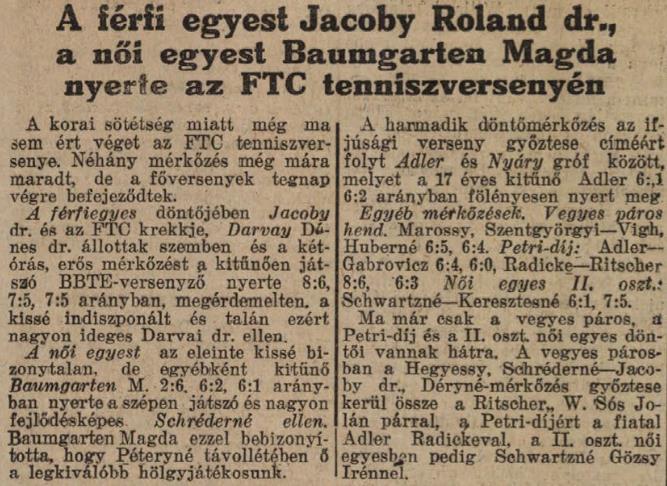 A férfi egyest Jacoby Roland dr.,
a női egyest Baumgarten Magda
nyerte az FTC tenniszversenyén
A korai sötétség miatt még ma
sem ért véget az FTC tenniszver-
senye. Néhány mérkőzés még mára
maradt, de a főversenyek tegnap
végre befejeződtek.
A férfiegyes döntőjében Jacoby
dr. és az FTC krekkje, Darvay Dé-
nes dr. állottak szemben és a két-
órás, erős mérkőzést a kitűnően ját-
szó BBTE-versenyző nyerte 8:6,
7:5, 7:5 arányban, megérdemelten. a
kissé indiszponált és talán ezért
nagyon ideges Darvai dr. ellen.
A női egyest az eleinte kissé bi-
zonytalan, de egyébként kitűnő
Baumgarten M. 2:6, 6:2, 6:1 arány-
ban nyerte a szépen játszó és nagyon
fejlődésképes Schréderné ellen.
Baumgarten Magda ezzel bebizonyí-
totta, hogy Péteryné távollétében ő
a legkiválóbb hölgyjátékosunk.
A harmadik döntőmérkőzés az if-
júsági verseny győztese címéért
folyt Adler és Nyáry gróf között,
melyet a 17 éves kitűnő Adler 6:,1
6:2 arányban fölényesen nyert meg
Egyéb mérkőzések. Vegyes páros
hend. Marossy, Szentgyörgyi—Vigh,
Huberné 6:5, 6:4. Petri-díj: Adler—
Gabrovicz 6:4, 6:0, Radicke—Ritscher
8:6, 6:3 Női egyes II. oszt.:
Schwartzné—Keresztesné 6:1, 7:5.
Ma már csak a vegyes páros, a
Petri-díj és a II. oszt. női egyes dön-
tői vannak hátra. A vegyes páros-
ban a Hegyessy, Schréderné—Jaco-
by dr., Déryné-mérkőzés győztese
kerül össze a Ritscher,, W. Sós Jo-
lán párral, a Petri-díjért a fiatal
Adler Radickeval, a II. oszt. női
egyesben pedig Schwartzné Gözsy
Irénnel.